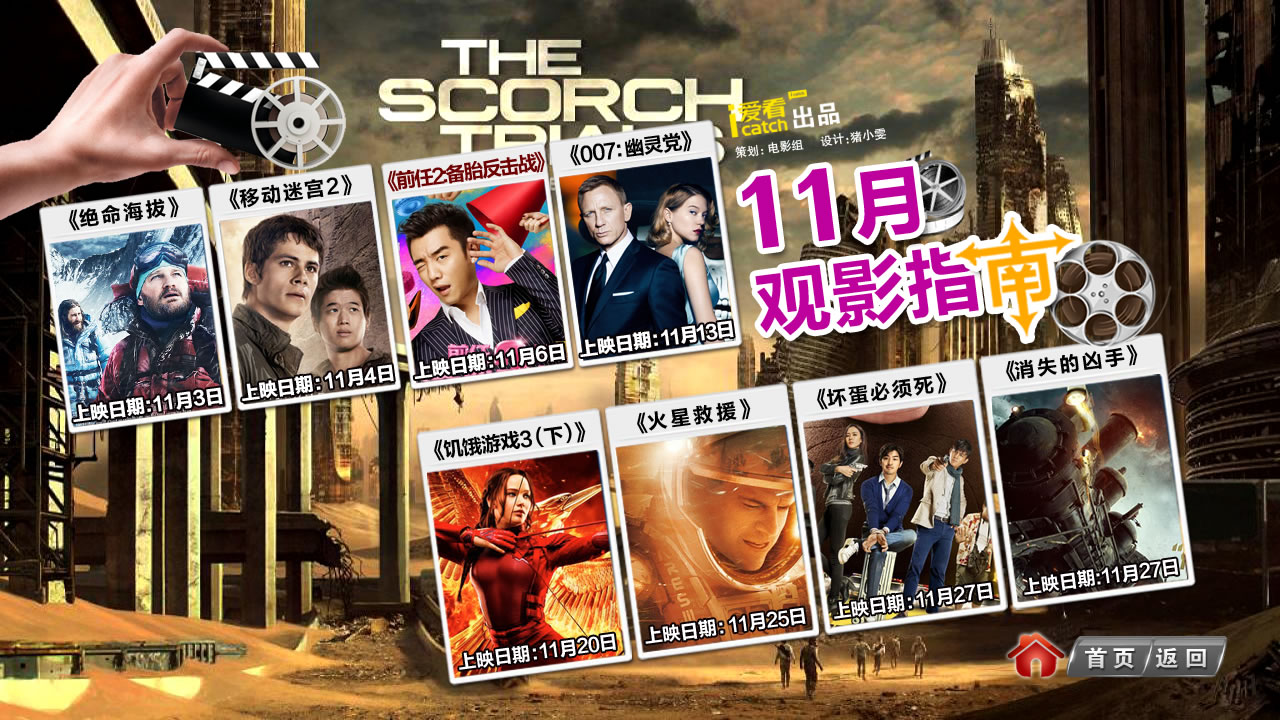 THE
SCORCH
TRIALS
爱看
catch
出品
策划：电影组 设计：猪小雯
11月
观影指南
《绝命海拔》
上映日期：11月3日
《移动迷宫2》
上映日期：11月4日
《前任2:备胎反击战》
上映日期：11月6日
《007：幽灵党》
上映日期：11月13日
《饥饿游戏3（下）》
上映日期：11月20日
《火星救援》
上映日期：11月25日
《坏蛋必须死》
上映日期：11月27日
《消失的凶手》
上映日期：11月27日
首页 返回